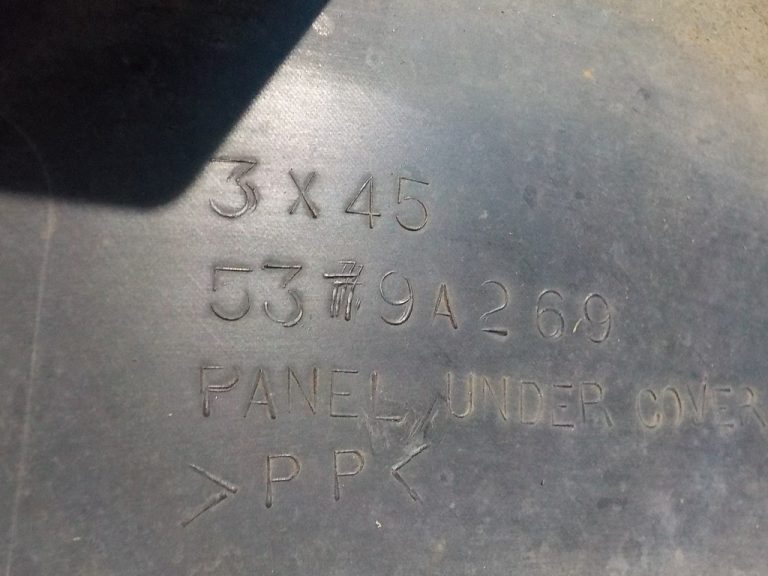 3 X 45
53 9A269
PANEL, UNDER COVER
>PP<